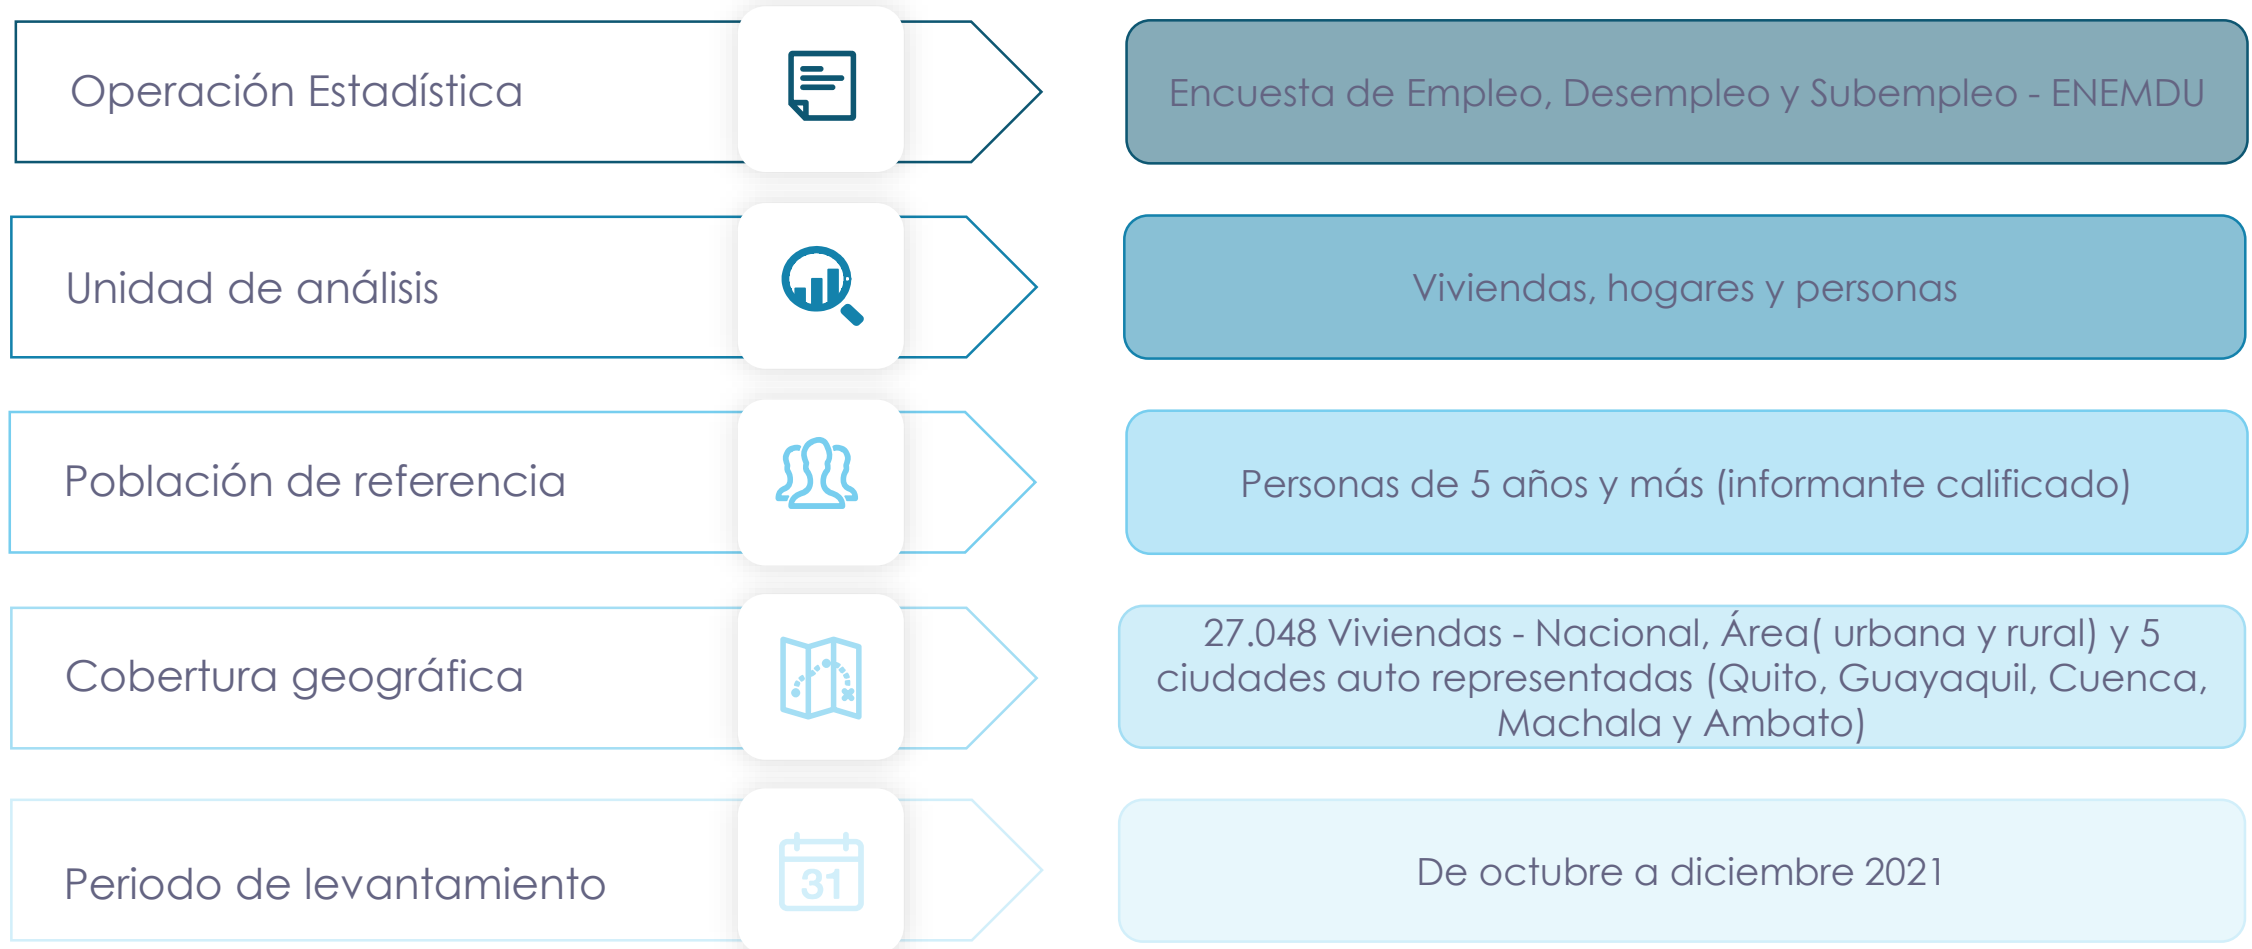 Operación Estadística
Encuesta de Empleo, Desempleo y Subempleo - ENEMDU
Unidad de análisis
Viviendas, hogares y personas
Población de referencia
Personas de 5 años y más (informante calificado)
Cobertura geográfica
27.048 Viviendas - Nacional, Área( urbana y rural) y 5
ciudades auto representadas (Quito, Guayaquil, Cuenca,
Machala y Ambato)
Periodo de levantamiento
31
De octubre a diciembre 2021